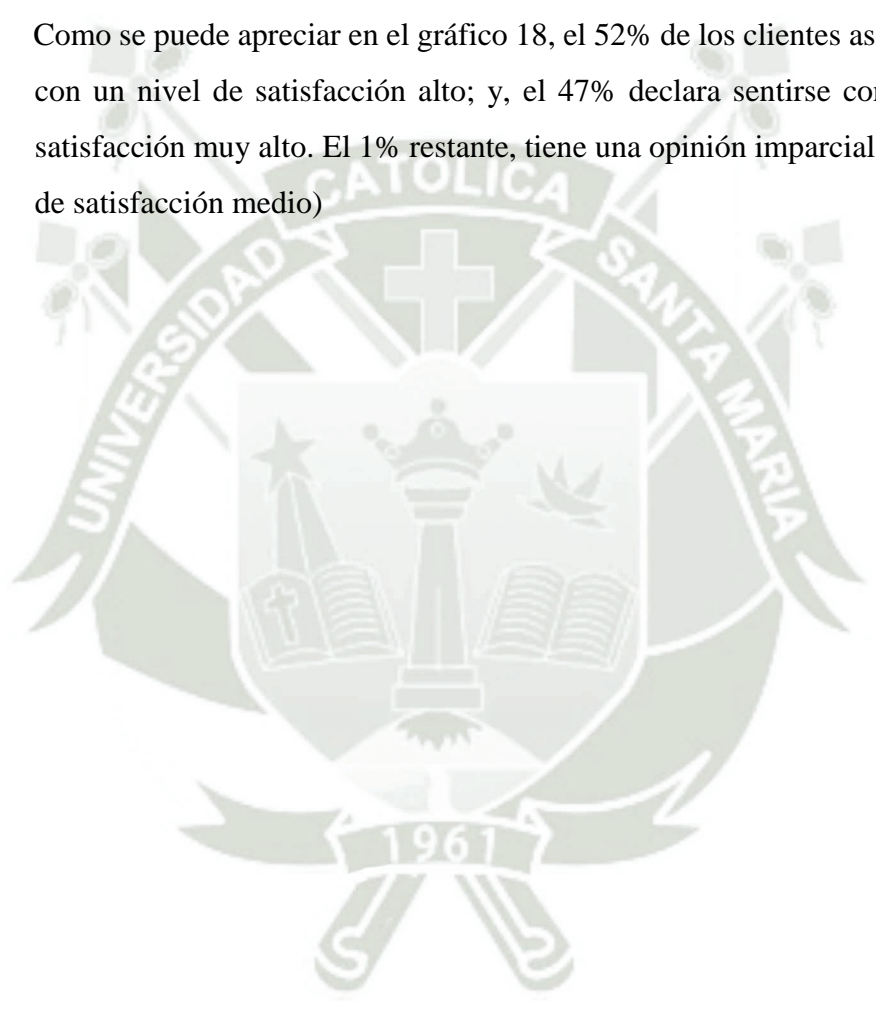 Como se puede apreciar en el gráfico 18, el 52% de los clientes as
con un nivel de satisfacción alto; y, el 47% declara sentirse co
satisfacción muy alto. El 1% restante, tiene una opinión imparcial
de satisfacción medio)
UNIVERSIDAD CATOLICA SANTA MARIA
1961